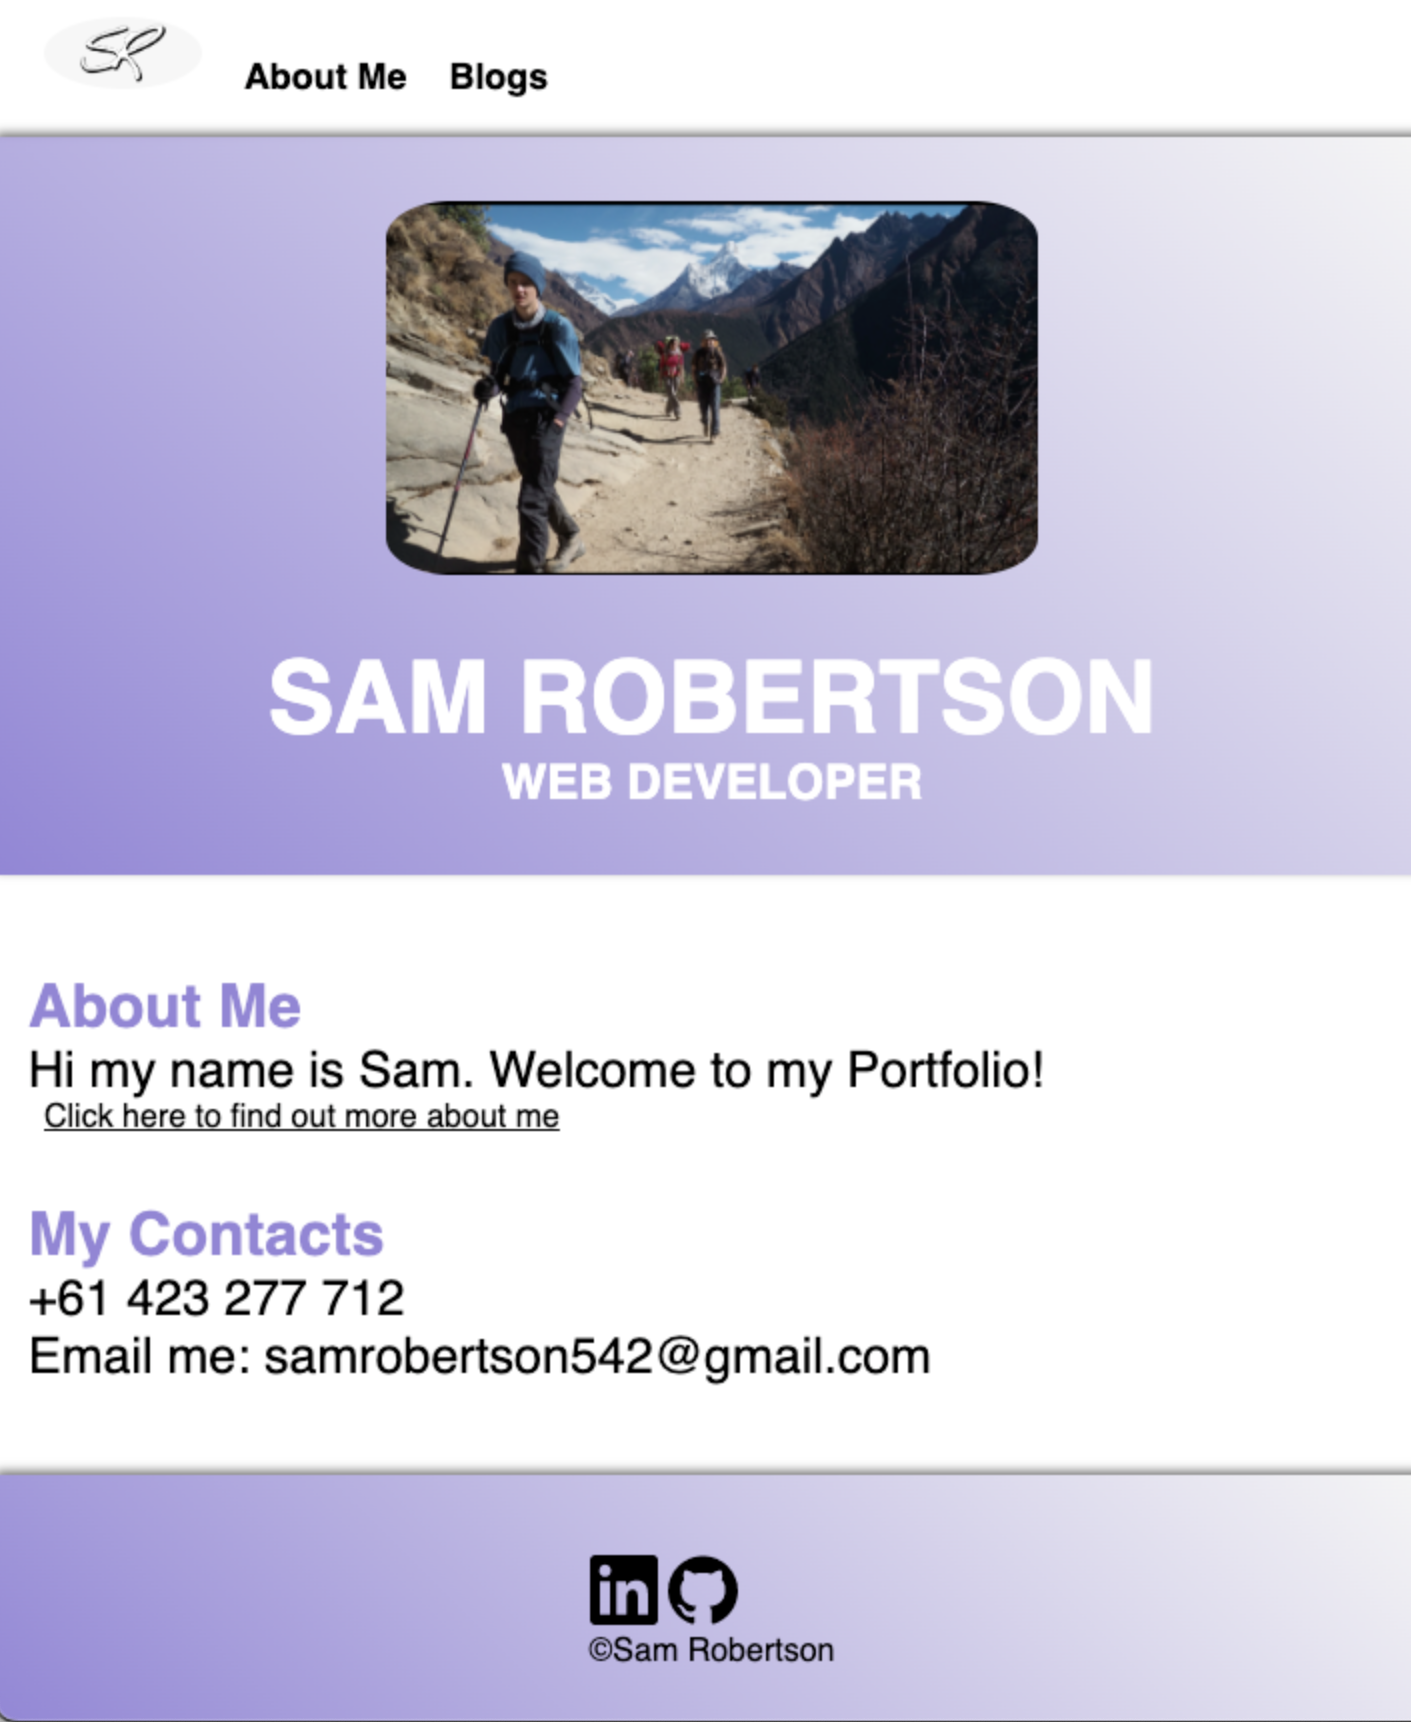 SR
About Me Blogs
SAM ROBERTSON
WEB DEVELOPER
About Me
Hi my name is Sam. Welcome to my Portfolio!
Click here to find out more about me
My Contacts
+61 423 277 712
Email me: samrobertson542@gmail.com
in
©Sam Robertson